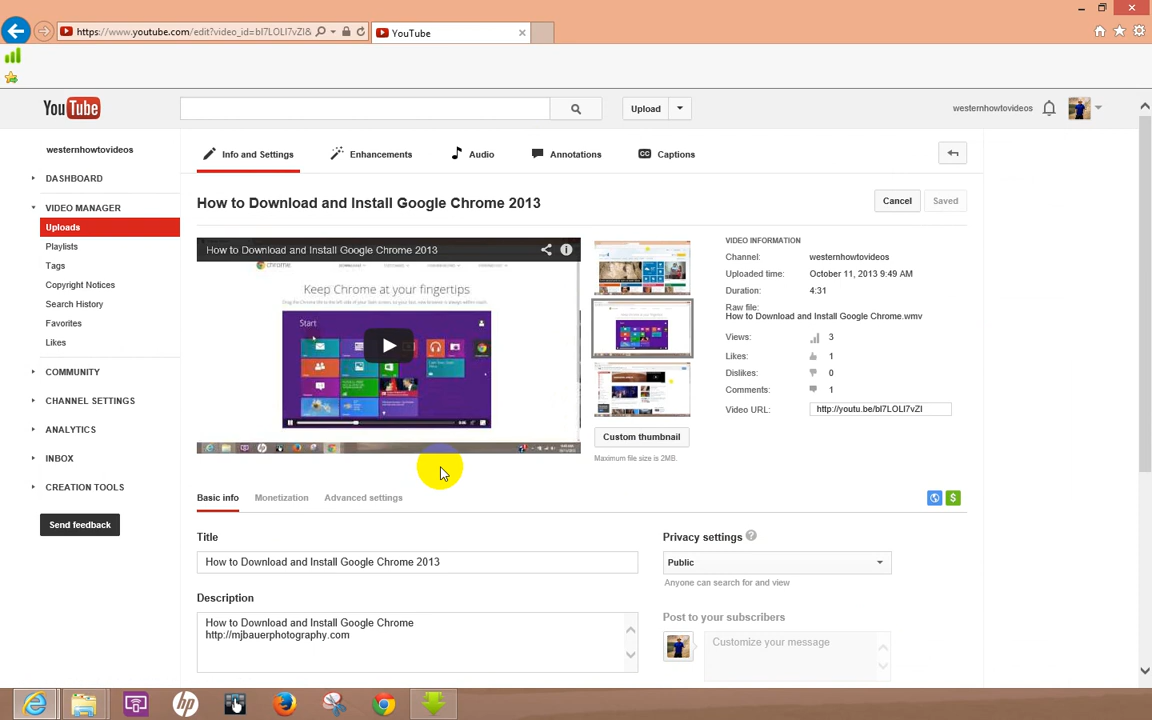 https://www.youtube.com/edit?video_id=bI7LOLI7vZI&
YouTube
YouTube
Upload
westernhowtovideos
westernhowtovideos
DASHBOARD
VIDEO MANAGER
Uploads
Playlists
Tags
Copyright Notices
Search History
Favorites
Likes
COMMUNITY
CHANNEL SETTINGS
ANALYTICS
INBOX
CREATION TOOLS
Send feedback
Info and Settings
Enhancements
Audio
Annotations
CC Captions
How to Download and Install Google Chrome 2013
Cancel
Saved
How to Download and Install Google Chrome 2013
chrome
Keep Chrome at your fingertips
Start
Custom thumbnail
Maximum file size is 2MB.
VIDEO INFORMATION
Channel: westernhowtovideos
Uploaded time: October 11, 2013 9:49 AM
Duration: 4:31
Raw file:
How to Download and Install Google Chrome.wmv
Views: 3
Likes: 1
Dislikes: 0
Comments: 1
Video URL: http://youtu.be/bI7LOLI7vZI
Basic info
Monetization
Advanced settings
$
Title
How to Download and Install Google Chrome 2013
Description
How to Download and Install Google Chrome
http://mjbauerphotography.com
Privacy settings ?
Public
Anyone can search for and view
Post to your subscribers
Customize your message